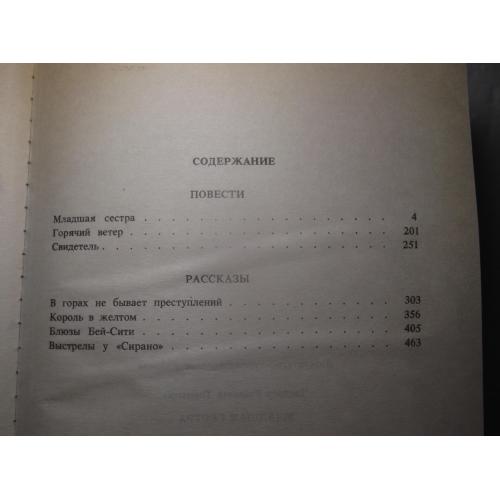 СОДЕРЖАНИЕ
ПОВЕСТИ
Младшая сестра . . . . . . . . . . . . . . . . 4
Горячий ветер . . . . . . . . . . . . . . . . 201
Свидетель . . . . . . . . . . . . . . . . . . 251
РАССКАЗЫ
В горах не бывает преступлений . . . . . . . . . . 303
Король в желтом . . . . . . . . . . . . . . . 356
Блюзы Бей-Сити . . . . . . . . . . . . . . . 405
Выстрелы у «Сирано» . . . . . . . . . . . . . 463